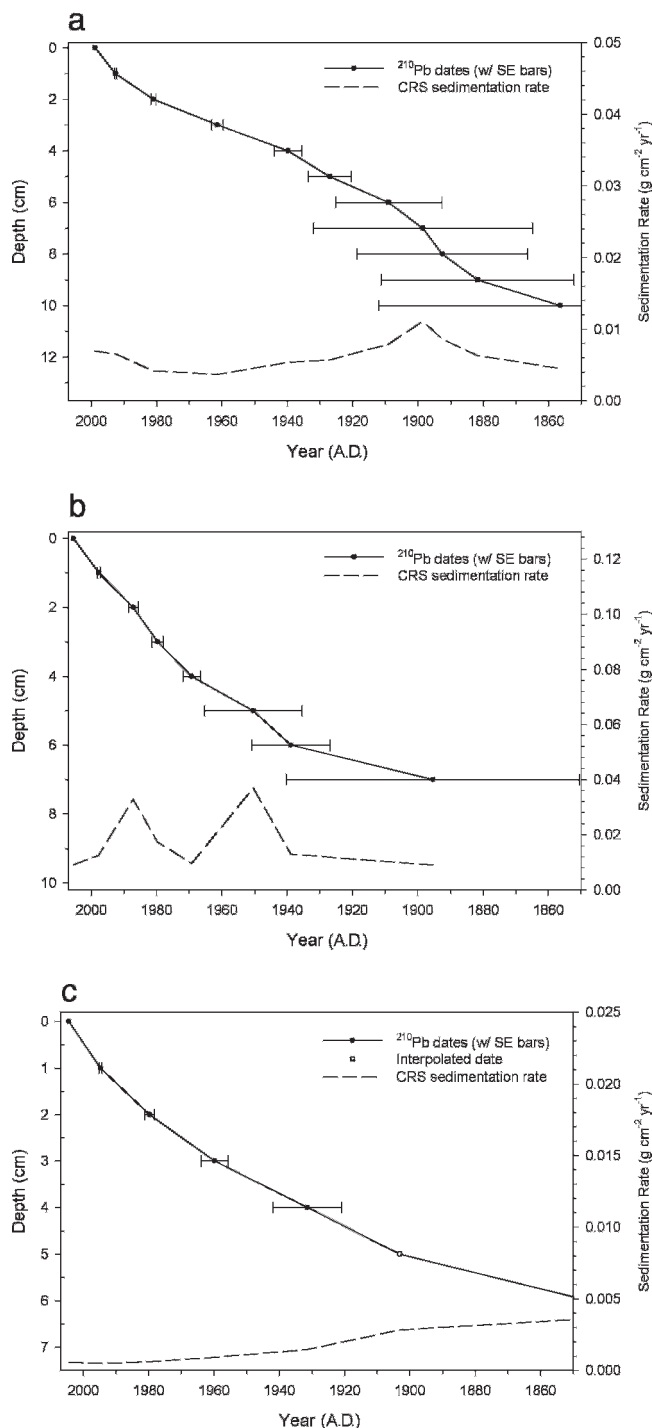 a
²¹⁰Pb dates (w/ SE bars)
CRS sedimentation rate
Depth (cm)
0
2
4
6
8
10
12
Sedimentation Rate (g cm⁻² yr⁻¹)
0.05
0.04
0.03
0.02
0.01
0.00
2000 1980 1960 1940 1920 1900 1880 1860
Year (A.D.)
b
²¹⁰Pb dates (w/ SE bars)
CRS sedimentation rate
Depth (cm)
0
2
4
6
8
10
Sedimentation Rate (g cm⁻² yr⁻¹)
0.12
0.10
0.08
0.06
0.04
0.02
0.00
2000 1980 1960 1940 1920 1900 1880 1860
Year (A.D.)
c
²¹⁰Pb dates (w/ SE bars)
Interpolated date
CRS sedimentation rate
Depth (cm)
0
1
2
3
4
5
6
7
Sedimentation Rate (g cm⁻² yr⁻¹)
0.025
0.020
0.015
0.010
0.005
0.000
2000 1980 1960 1940 1920 1900 1880 1860
Year (A.D.)